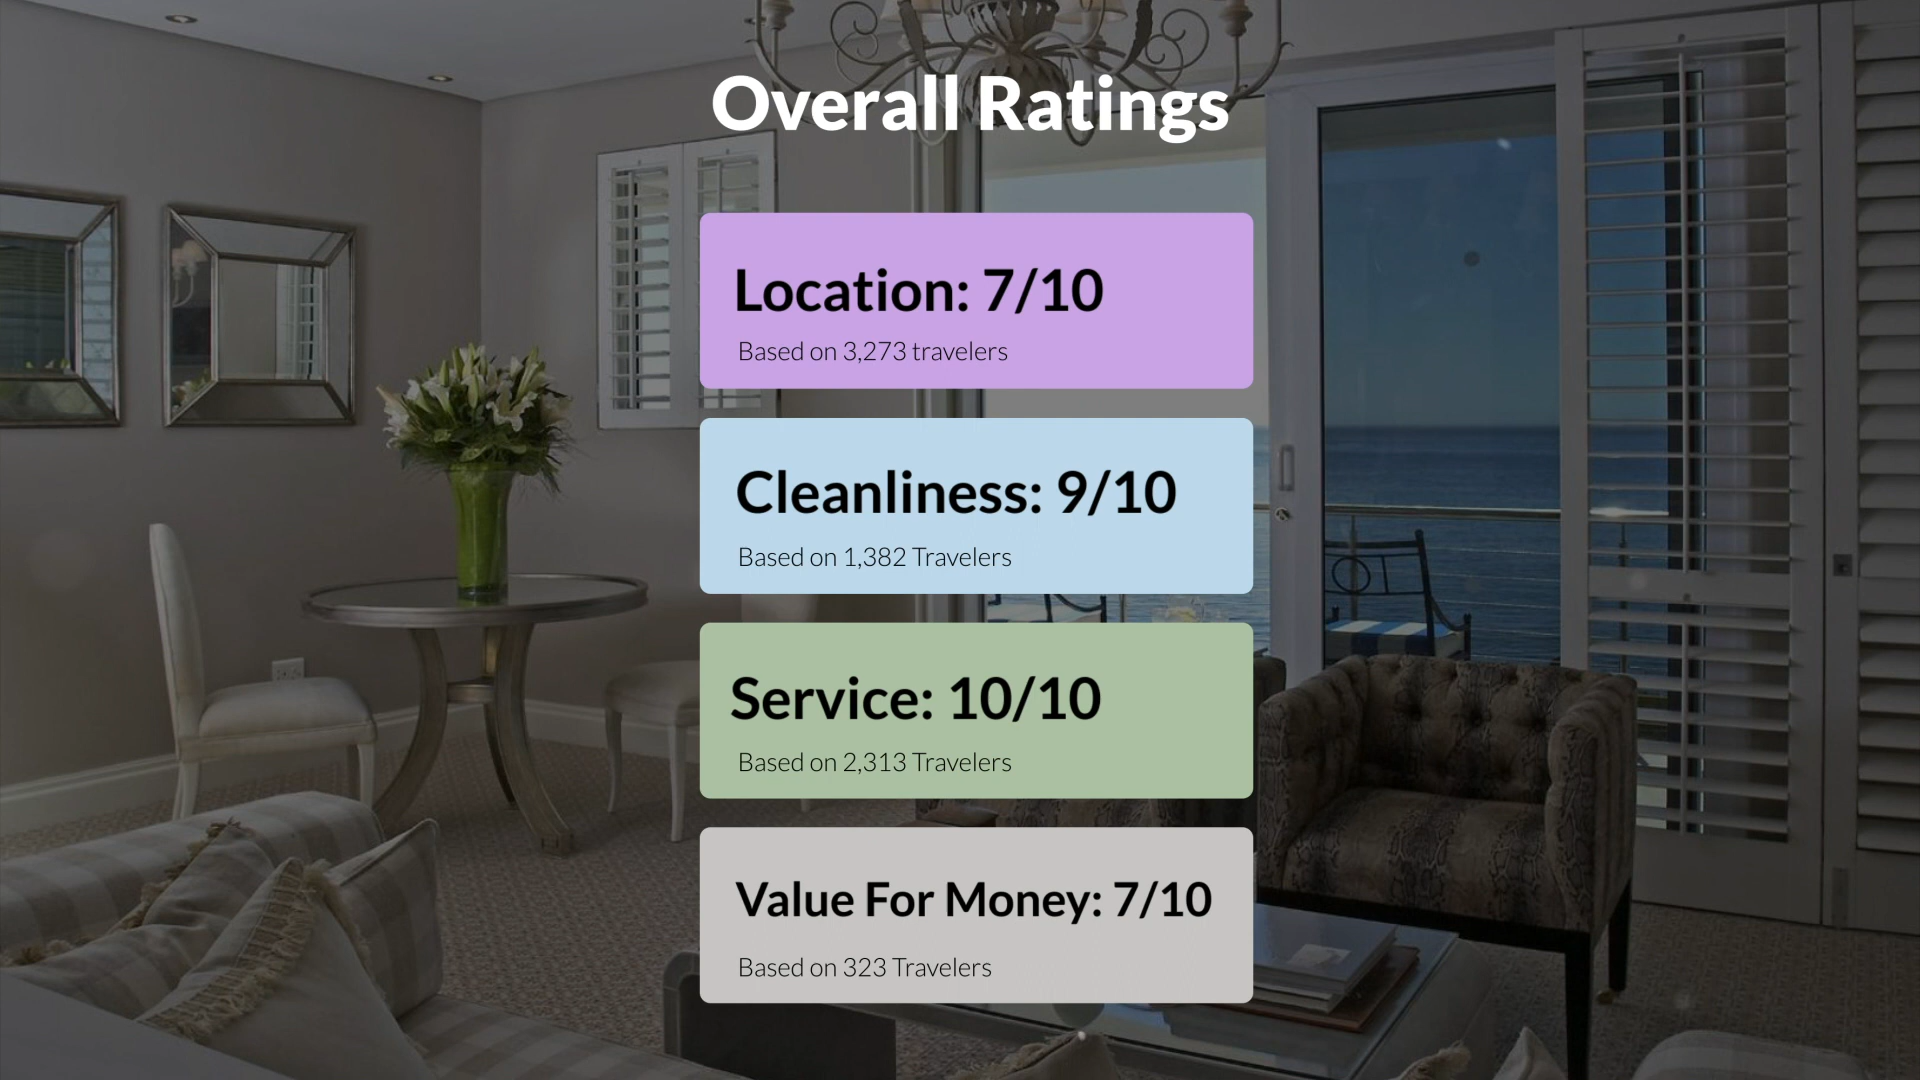 Overall Ratings
Location: 7/10
Based on 3,273 travelers
Cleanliness: 9/10
Based on 1,382 Travelers
Service: 10/10
Based on 2,313 Travelers
Value For Money: 7/10
Based on 323 Travelers